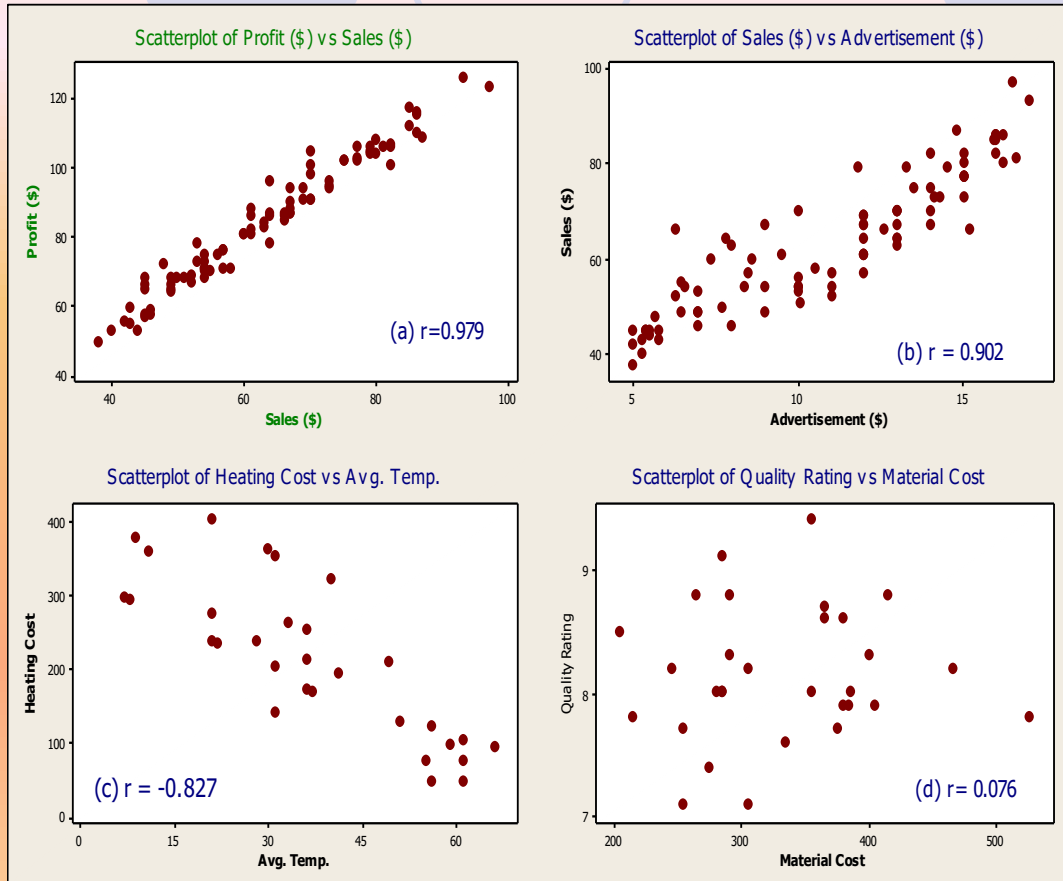 Scatterplot of Profit ($) vs Sales ($)
120
100
80
60
40
Profit ($)
(a) r=0.979
40 60 80 100
Sales ($)
Scatterplot of Sales ($) vs Advertisement ($)
100
80
60
40
Sales ($)
(b) r = 0.902
5 10 15
Advertisement ($)
Scatterplot of Heating Cost vs Avg. Temp.
400
300
200
100
0
Heating Cost
(c) r = -0.827
0 15 30 45 60
Avg. Temp.
Scatterplot of Quality Rating vs Material Cost
9
8
7
Quality Rating
(d) r= 0.076
200 300 400 500
Material Cost